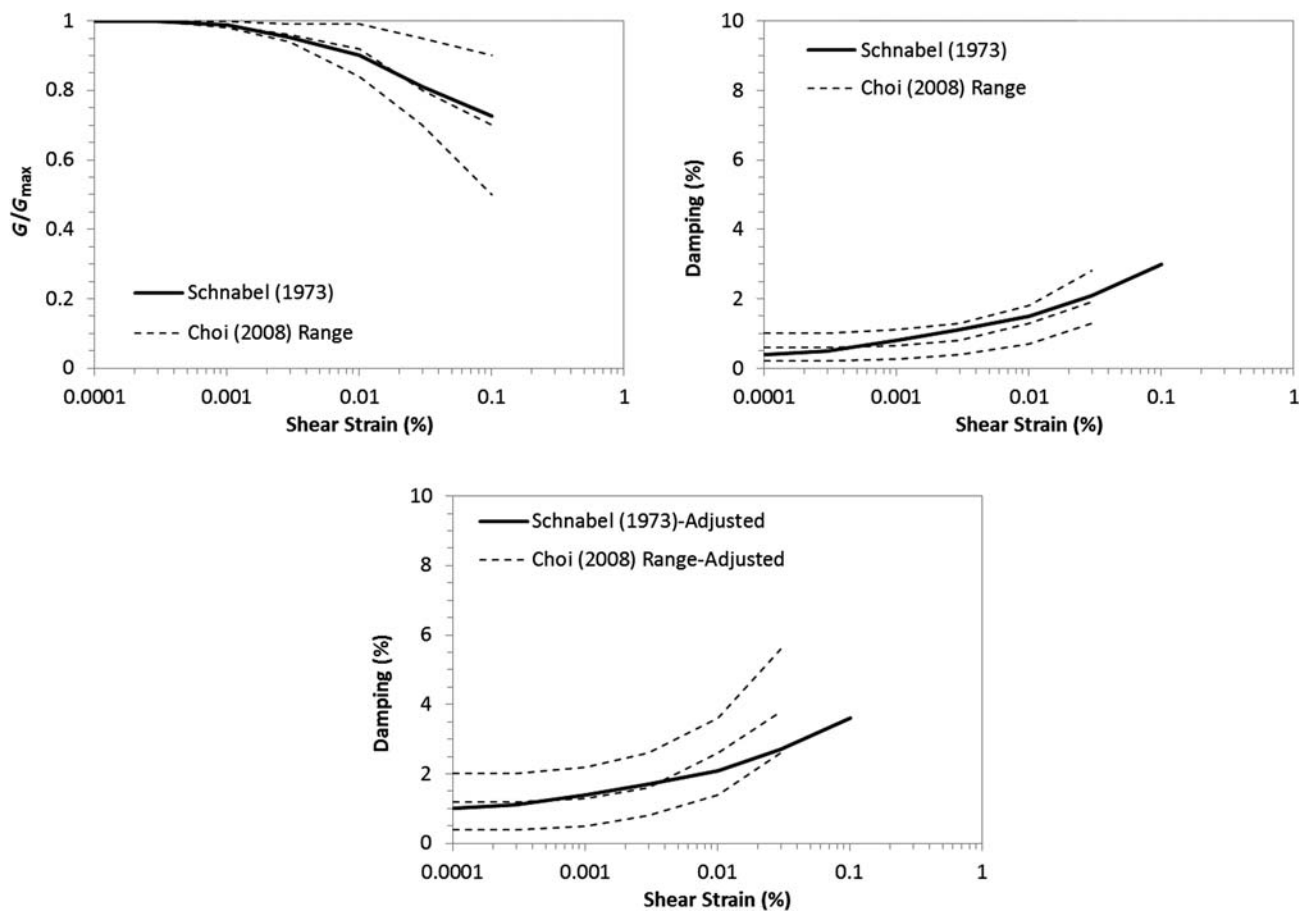 1
0.8
0.6
0.4
0.2
0
G/Gmax
Schnabel (1973)
Choi (2008) Range
0.0001 0.001 0.01 0.1 1
Shear Strain (%)
10
8
6
4
2
0
Damping (%)
Schnabel (1973)
Choi (2008) Range
0.0001 0.001 0.01 0.1 1
Shear Strain (%)
10
8
6
4
2
0
Damping (%)
Schnabel (1973)-Adjusted
Choi (2008) Range-Adjusted
0.0001 0.001 0.01 0.1 1
Shear Strain (%)